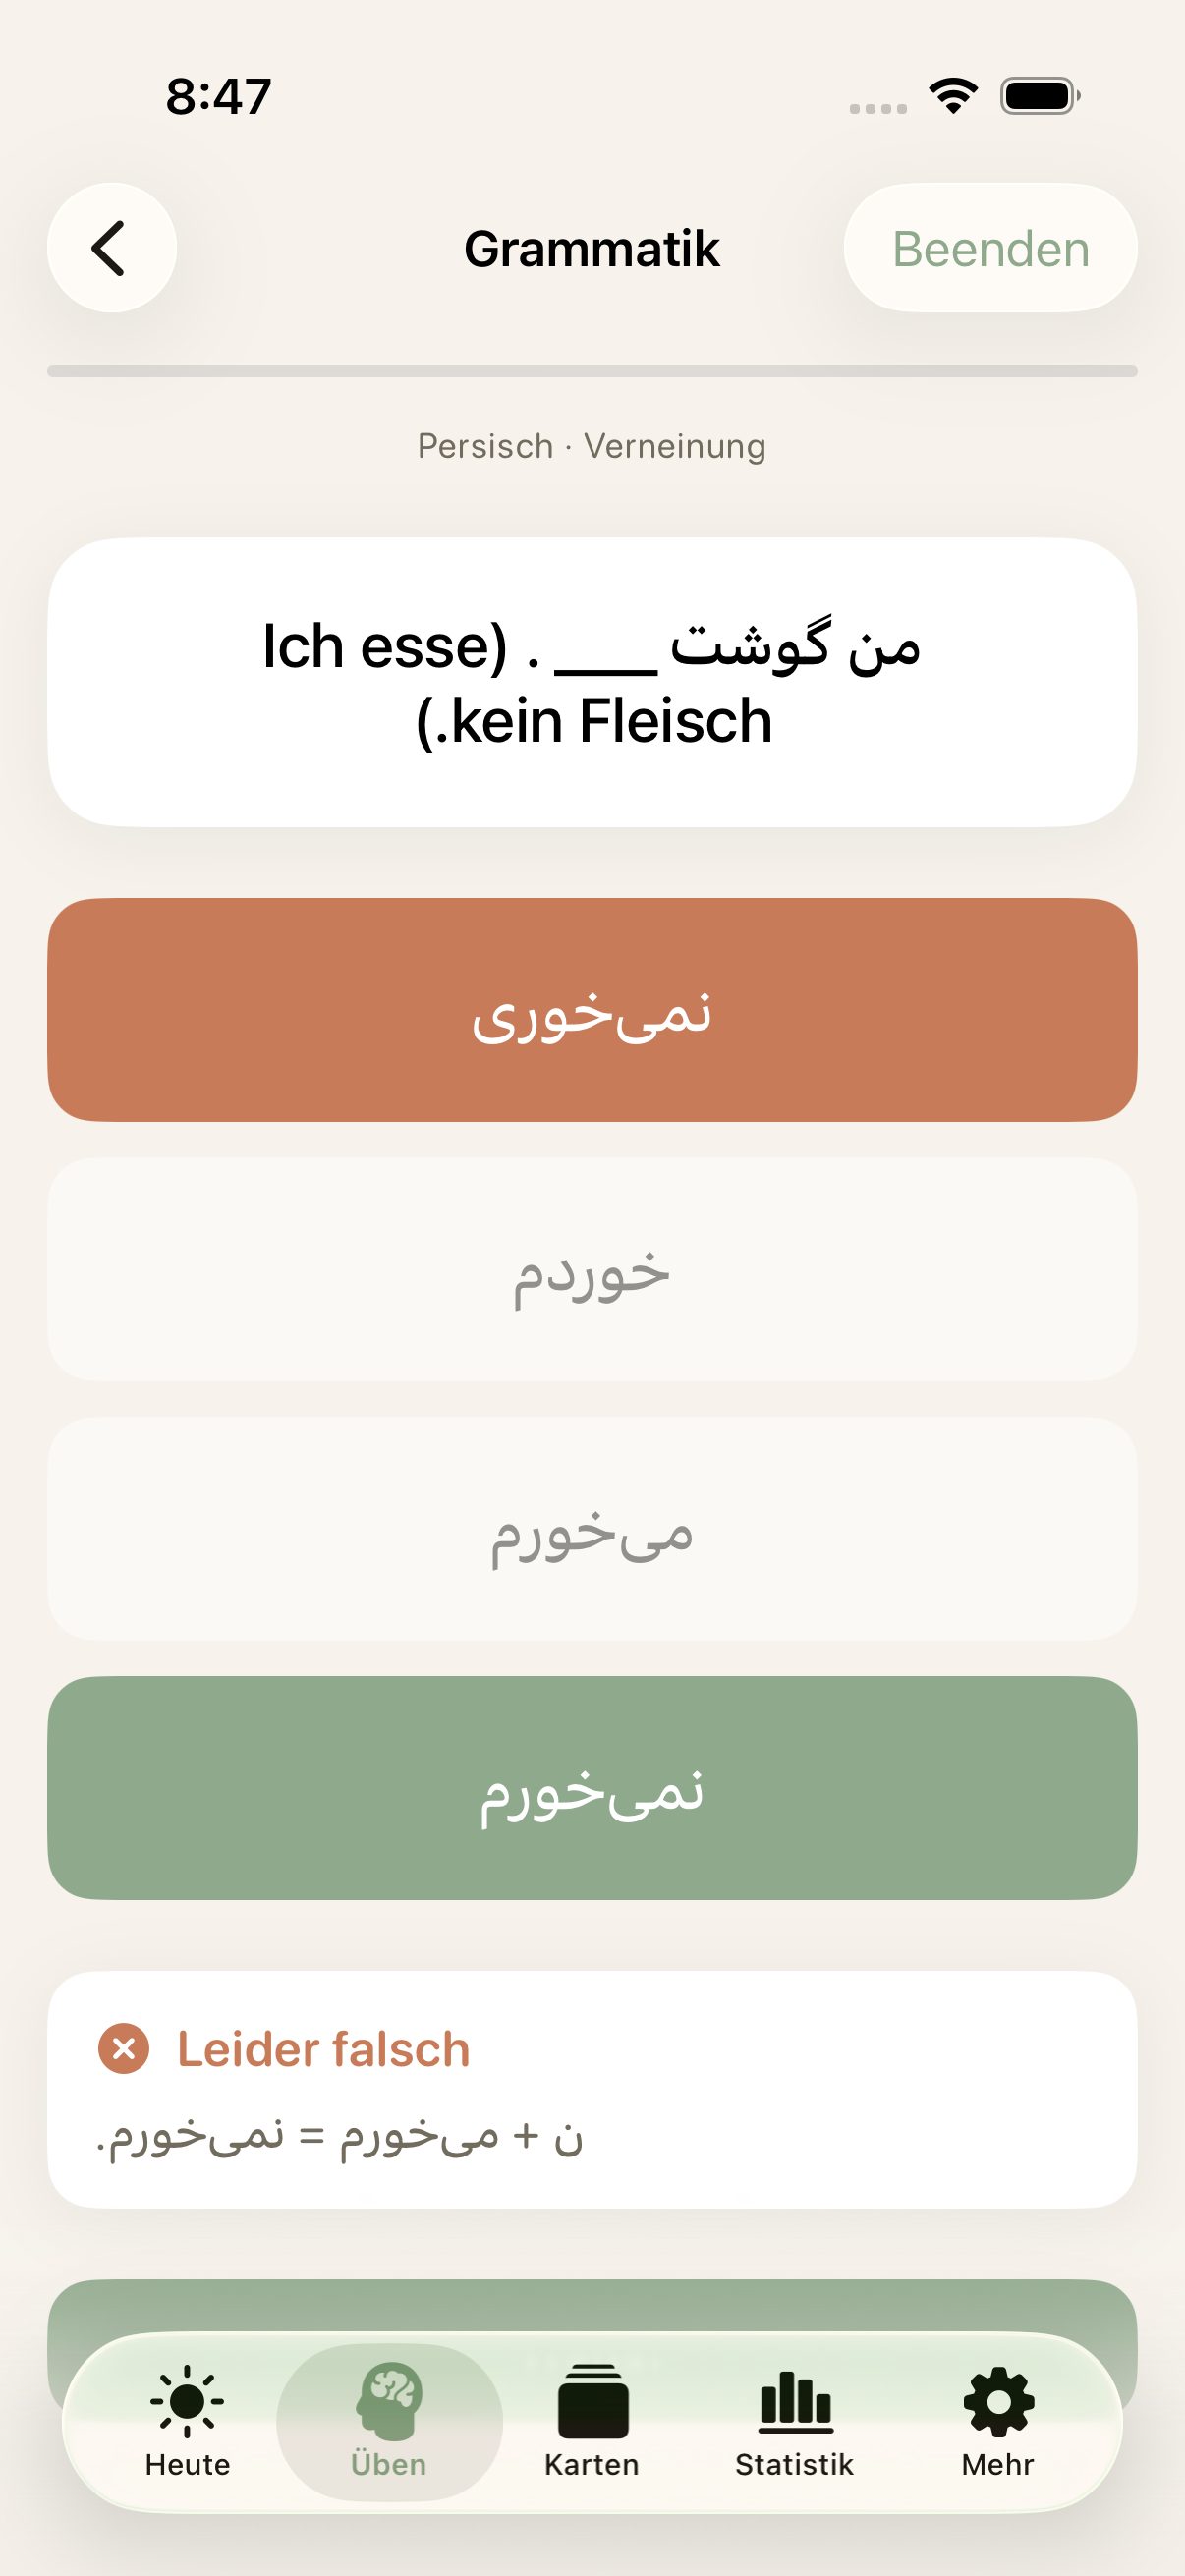 8:47
Grammatik
Beenden
Persisch · Verneinung
من گوشت ____ . (Ich esse
kein Fleisch.)
نمی‌خوری
خوردم
می‌خورم
نمی‌خورم
Leider falsch
ن + می‌خورم = نمی‌خورم.
Heute
Üben
Karten
Statistik
Mehr